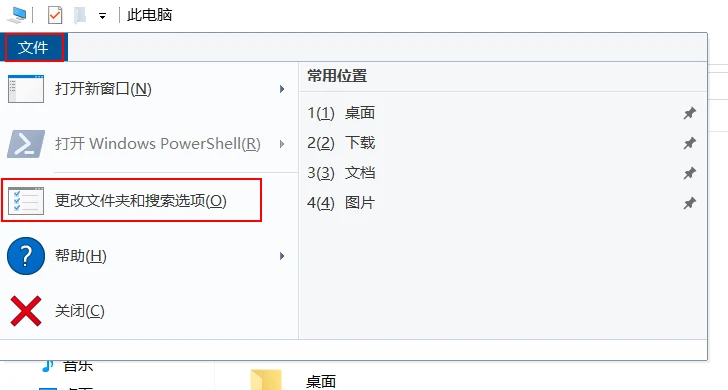 此电脑
文件
打开新窗口(N)
打开 Windows PowerShell(R)
更改文件夹和搜索选项(O)
帮助(H)
关闭(C)
常用位置
1(1) 桌面
2(2) 下载
3(3) 文档
4(4) 图片
音乐
桌面